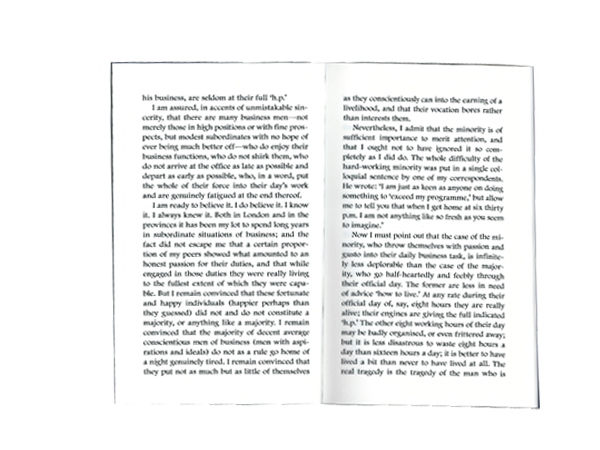 his business, are seldom at their full ‘h.p.’
I am assured, in accents of unmistakable sin-
cerity, that there are many business men—not
merely those in high positions or with fine pros-
pects, but modest subordinates with no hope of
ever being much better off—who do enjoy their
business functions, who do not shirk them, who
do not arrive at the office as late as possible and
depart as early as possible, who, in a word, put
the whole of their force into their day's work
and are genuinely fatigued at the end thereof.
I am ready to believe it. I do believe it. I know
it. I always knew it. Both in London and in the
provinces it has been my lot to spend long years
in subordinate situations of business; and the
fact did not escape me that a certain propor-
tion of my peers showed what amounted to an
honest passion for their duties, and that while
engaged in those duties they were really living
to the fullest extent of which they were capa-
ble. But I remain convinced that these fortunate
and happy individuals (happier perhaps than
they guessed) did not and do not constitute a
majority, or anything like a majority. I remain
convinced that the majority of decent average
conscientious men of business (men with aspi-
rations and ideals) do not as a rule go home of
a night genuinely tired. I remain convinced that
they put not as much but as little of themselves
as they conscientiously can into the earning of a
livelihood, and that their vocation bores rather
than interests them.
Nevertheless, I admit that the minority is of
sufficient importance to merit attention, and
that I ought not to have ignored it so com-
pletely as I did do. The whole difficulty of the
hard-working minority was put in a single col-
loquial sentence by one of my correspondents.
He wrote: ‘I am just as keen as anyone on doing
something to ‘exceed my programme,’ but allow
me to tell you that when I get home at six thirty
p.m. I am not anything like so fresh as you seem
to imagine.’
Now I must point out that the case of the mi-
nority, who throw themselves with passion and
gusto into their daily business task, is infinite-
ly less deplorable than the case of the major-
ity, who go half-heartedly and feebly through
their official day. The former are less in need
of advice ‘how to live.’ At any rate during their
official day of, say, eight hours they are really
alive; their engines are giving the full indicated
‘h.p.’ The other eight working hours of their day
may be badly organised, or even frittered away;
but it is less disastrous to waste eight hours a
day than sixteen hours a day; it is better to have
lived a bit than never to have lived at all. The
real tragedy is the tragedy of the man who is